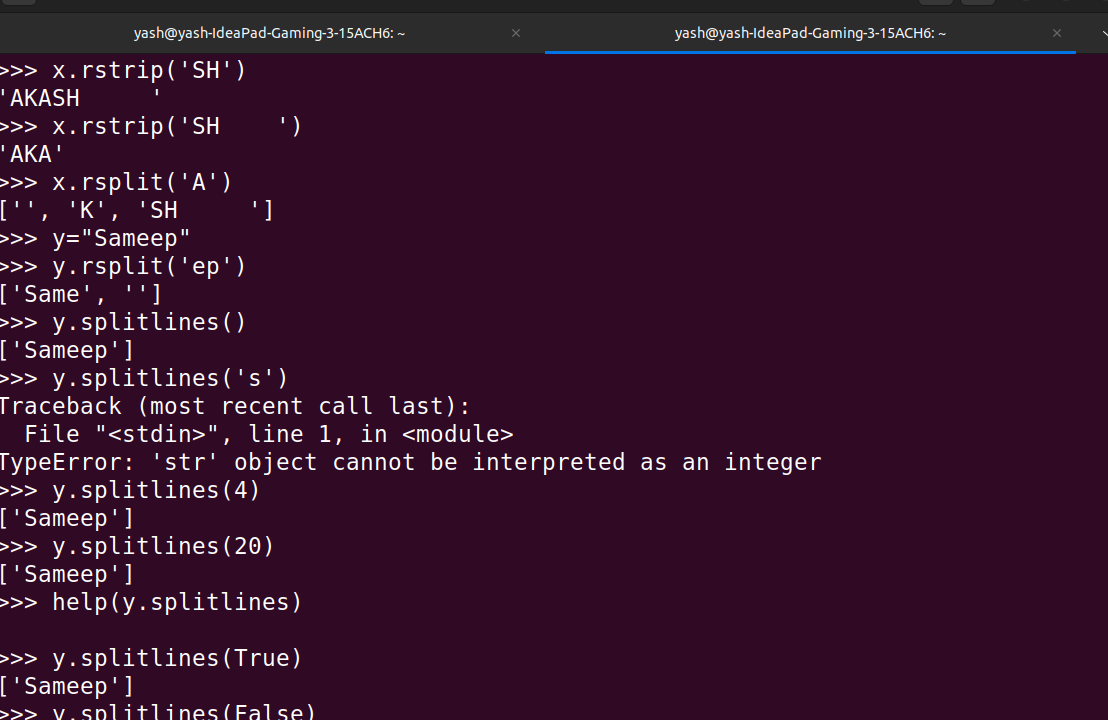 yash@yash-IdeaPad-Gaming-3-15ACH6: ~ × yash@yash-IdeaPad-Gaming-3-15ACH6: ~ ×
>>> x.rstrip('SH')
'AKASH     '
>>> x.rstrip('SH    ')
'AKA'
>>> x.rsplit('A')
['', 'K', 'SH     ']
>>> y="Sameep"
>>> y.rsplit('ep')
['Same', '']
>>> y.splitlines()
['Sameep']
>>> y.splitlines('s')
Traceback (most recent call last):
  File "<stdin>", line 1, in <module>
TypeError: 'str' object cannot be interpreted as an integer
>>> y.splitlines(4)
['Sameep']
>>> y.splitlines(20)
['Sameep']
>>> help(y.splitlines)
>>> y.splitlines(True)
['Sameep']
>>> y.splitlines(False)